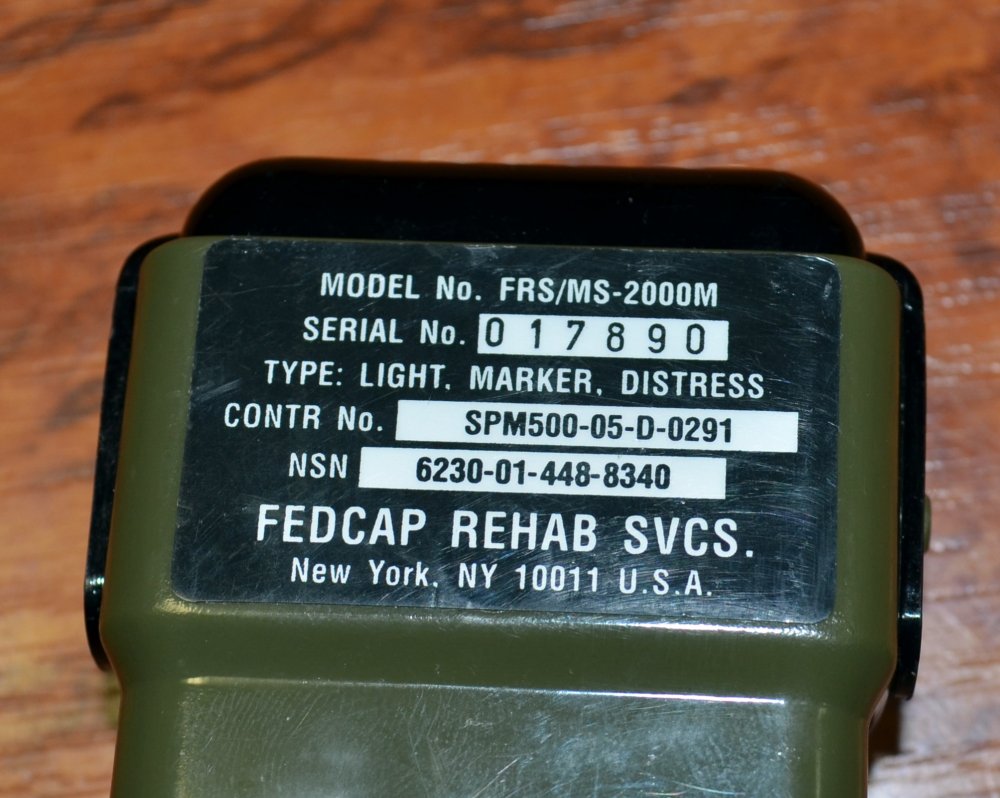 MODEL No. FRS/MS-2000M
SERIAL No. 017890
TYPE: LIGHT, MARKER, DISTRESS
CONTR No. SPM500-05-D-0291
NSN 6230-01-448-8340
FEDCAP REHAB SVCS.
New York, NY 10011 U.S.A.